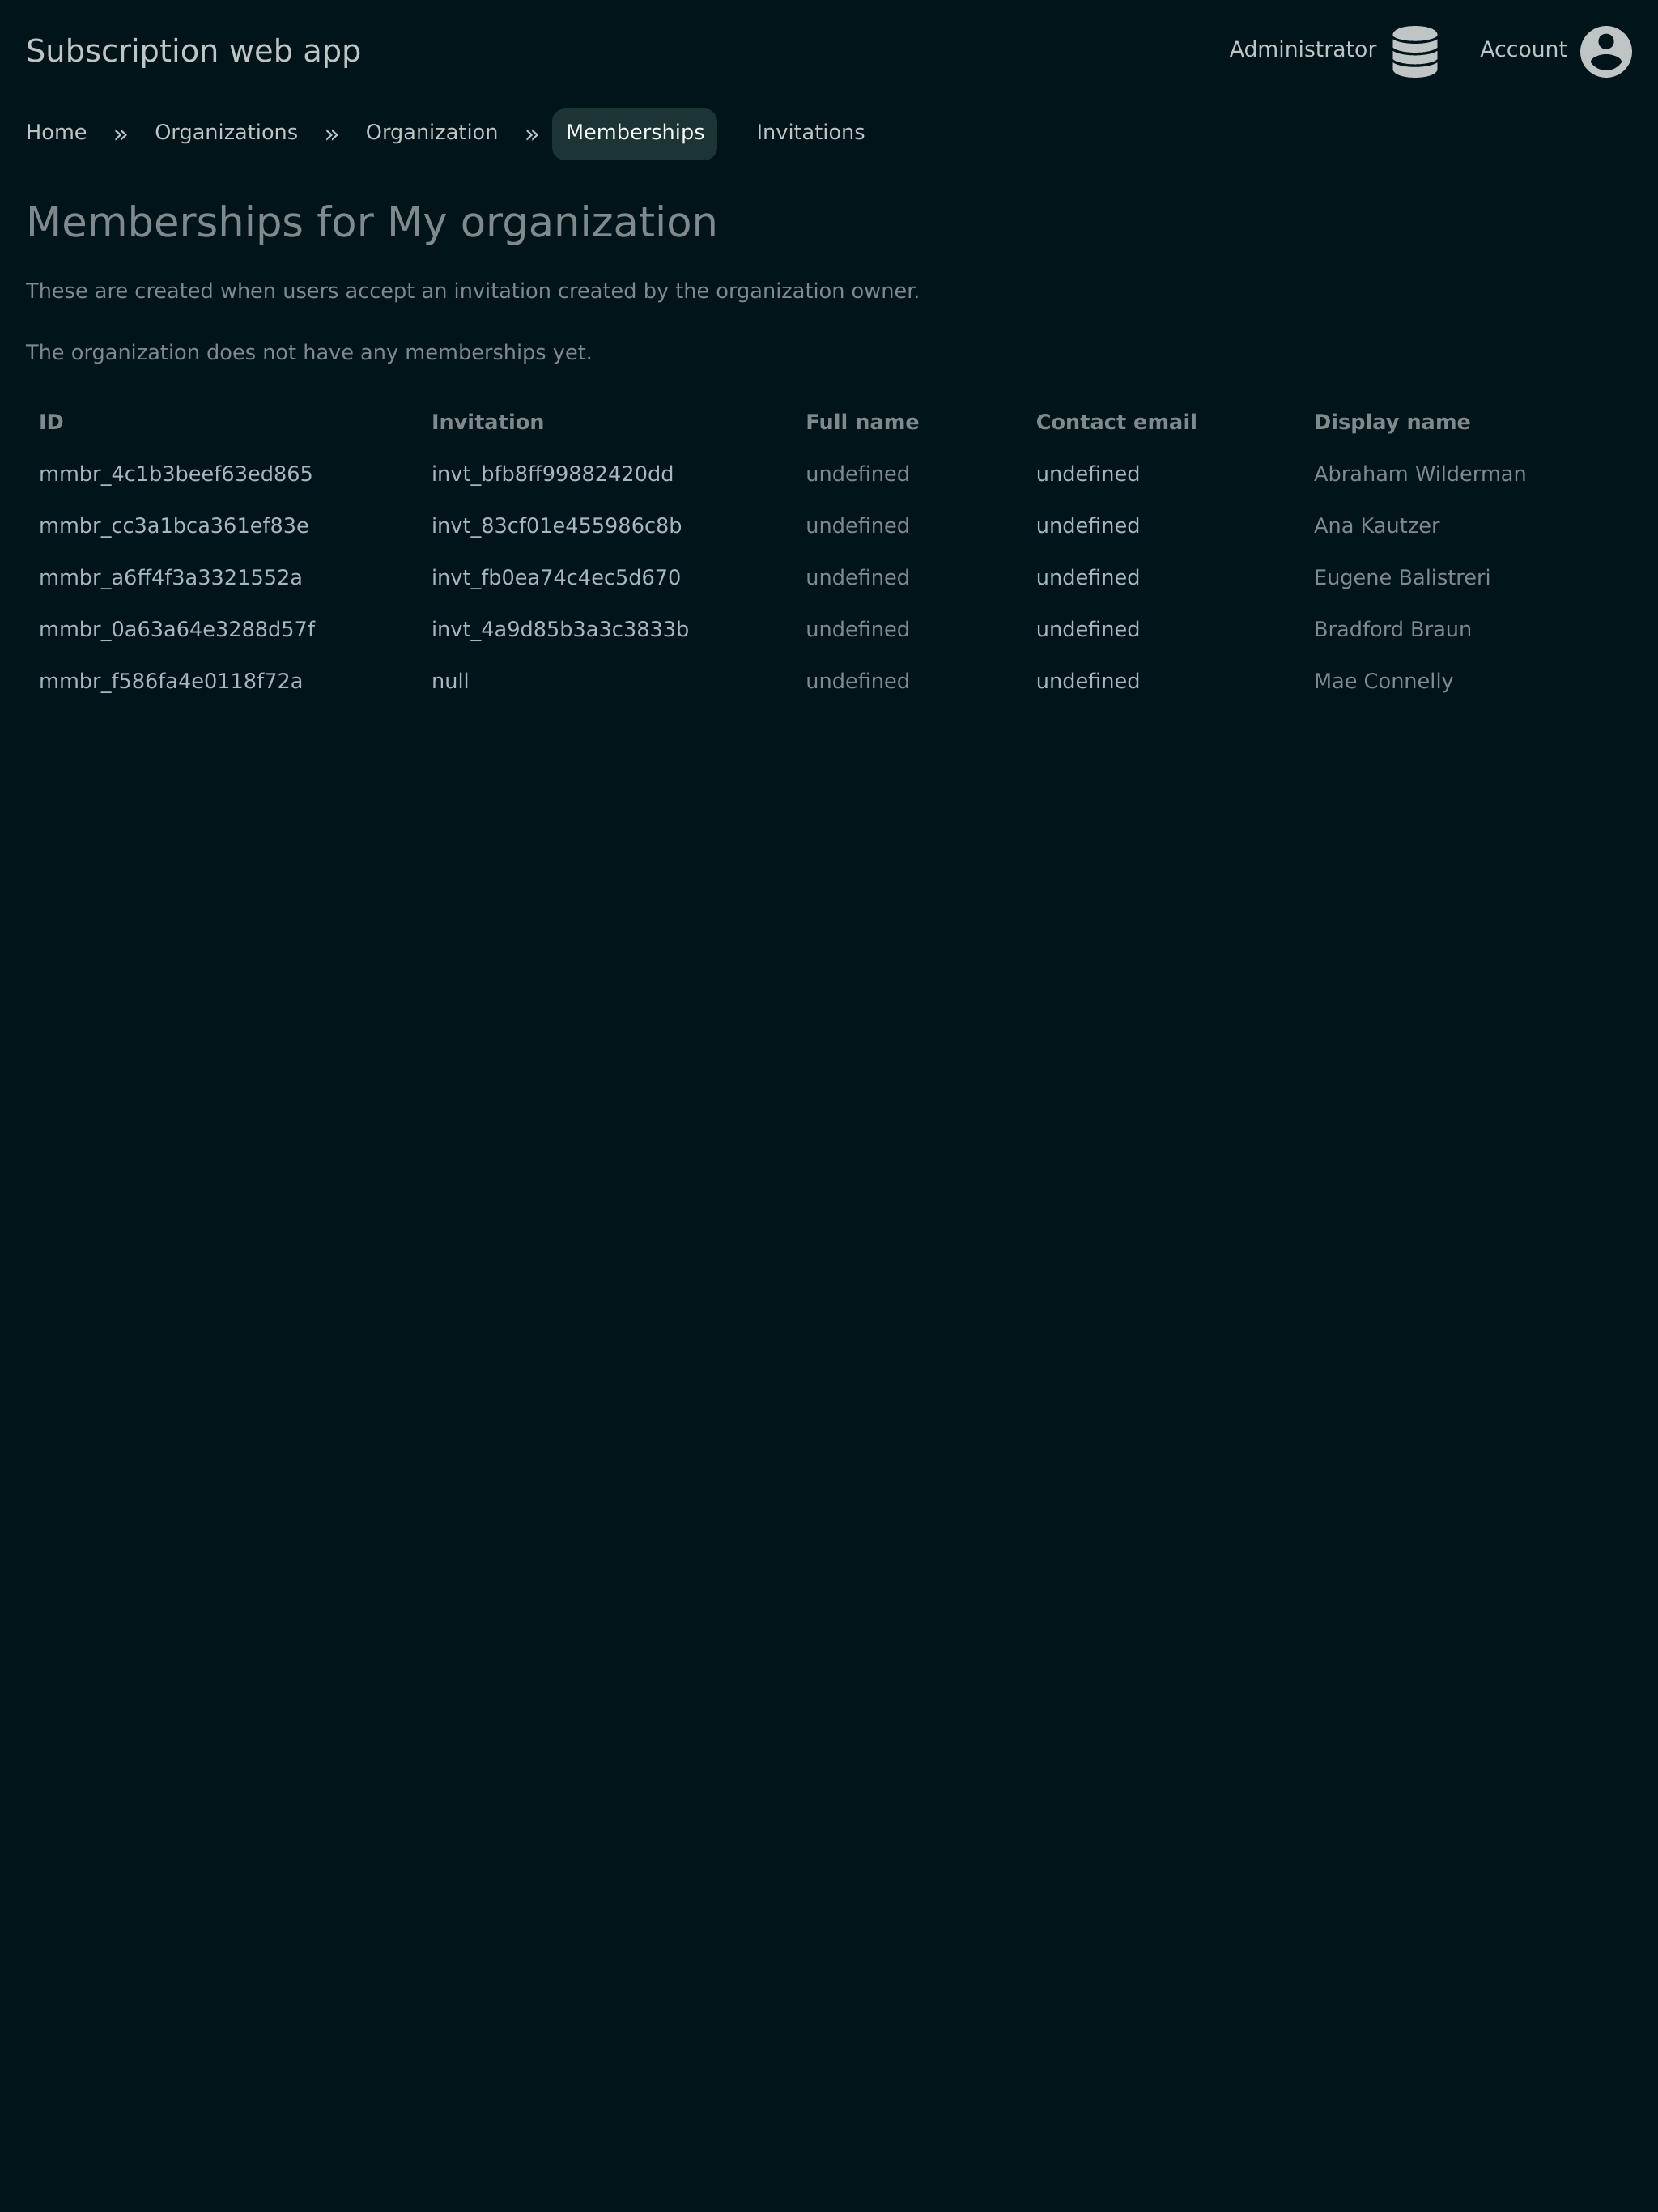 Subscription web app Administrator Account
Home » Organizations » Organization » Memberships Invitations
Memberships for My organization
These are created when users accept an invitation created by the organization owner.
The organization does not have any memberships yet.
ID Invitation Full name Contact email Display name
mmbr_4c1b3beef63ed865 invt_bfb8ff99882420dd undefined undefined Abraham Wilderman
mmbr_cc3a1bca361ef83e invt_83cf01e455986c8b undefined undefined Ana Kautzer
mmbr_a6ff4f3a3321552a invt_fb0ea74c4ec5d670 undefined undefined Eugene Balistreri
mmbr_0a63a64e3288d57f invt_4a9d85b3a3c3833b undefined undefined Bradford Braun
mmbr_f586fa4e0118f72a null undefined undefined Mae Connelly